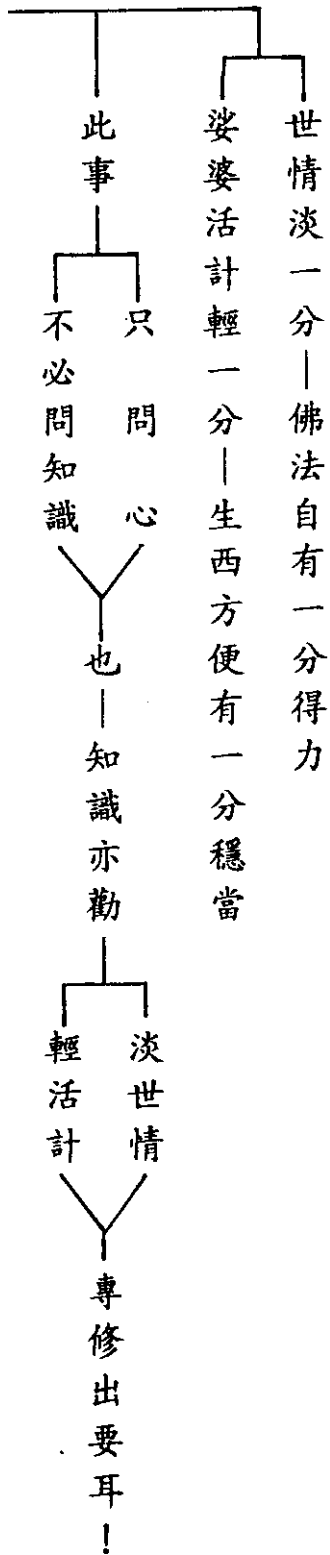 世情淡一分—佛法自有一分得力
娑婆活計輕一分—生西方便有一分穩當
此事
只問心
不必問知識
也—知識亦勸
淡世情
輕活計
專修出要耳！